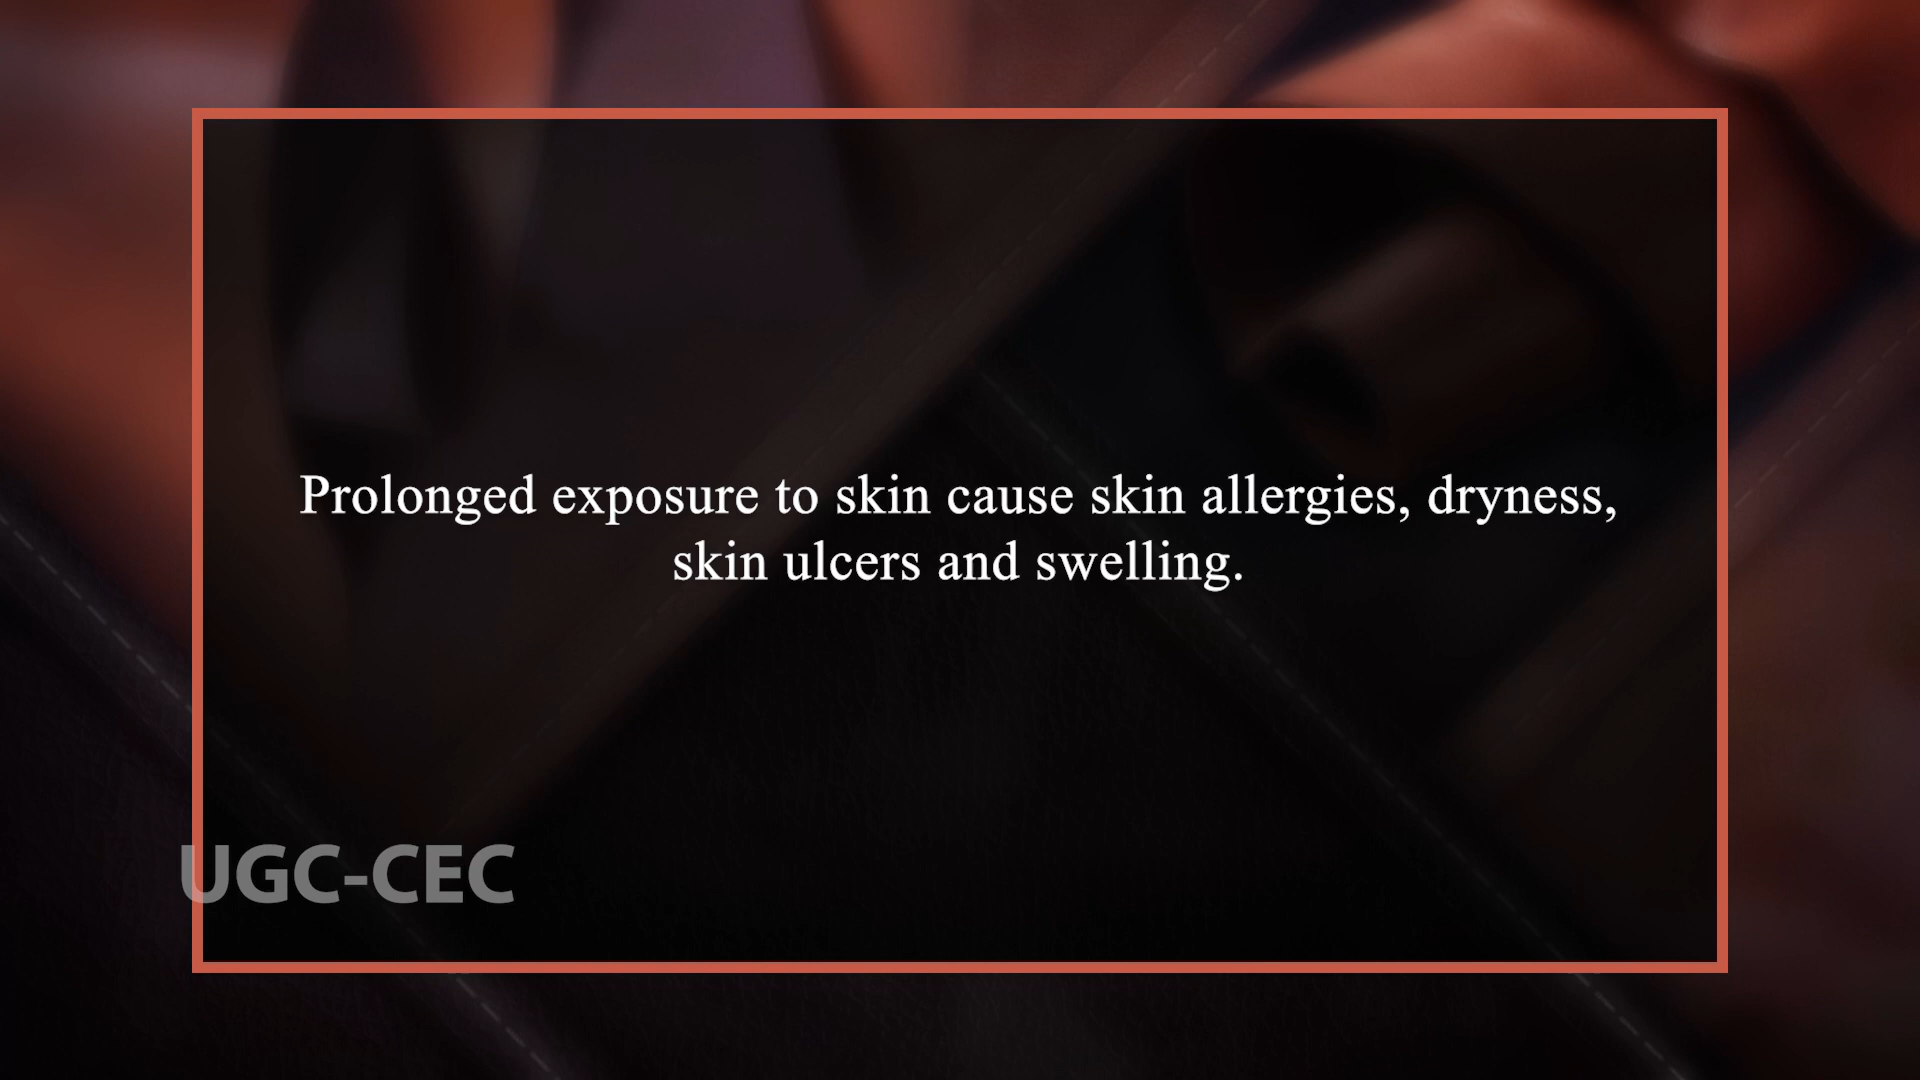 Prolonged exposure to skin cause skin allergies, dryness,
skin ulcers and swelling.
UGC-CEC